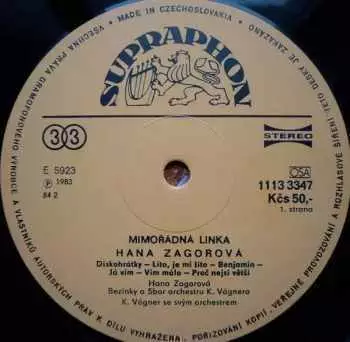 MADE IN CZECHOSLOVAKIA
VŠECHNA PRÁVA GRAMOFONOVÉHO VÝROBCE A VLASTNÍKŮ AUTORSKÝCH PRÁV K DÍLU VYHRAŽENA. POŘIZOVÁNÍ KOPIÍ, VEŘEJNÉ PROVOZOVÁNÍ A ROZHLASOVÉ ŠÍŘENÍ TÉTO DESKY JE ZAKÁZÁNO
SUPRAPHON
33
STEREO
E 5923
℗ 1983
84 2
OSA
1113 3347
Kčs 50,-
1. strana
MIMOŘÁDNÁ LINKA
HANA ZAGOROVÁ
Diskohrátky – Líto, je mi líto – Benjamin –
Já vím – Vím málo – Proč nejsi větší
Hana Zagorová
Bezinky a Sbor orchestru K. Vágnera
K. Vágner se svým orchestrem